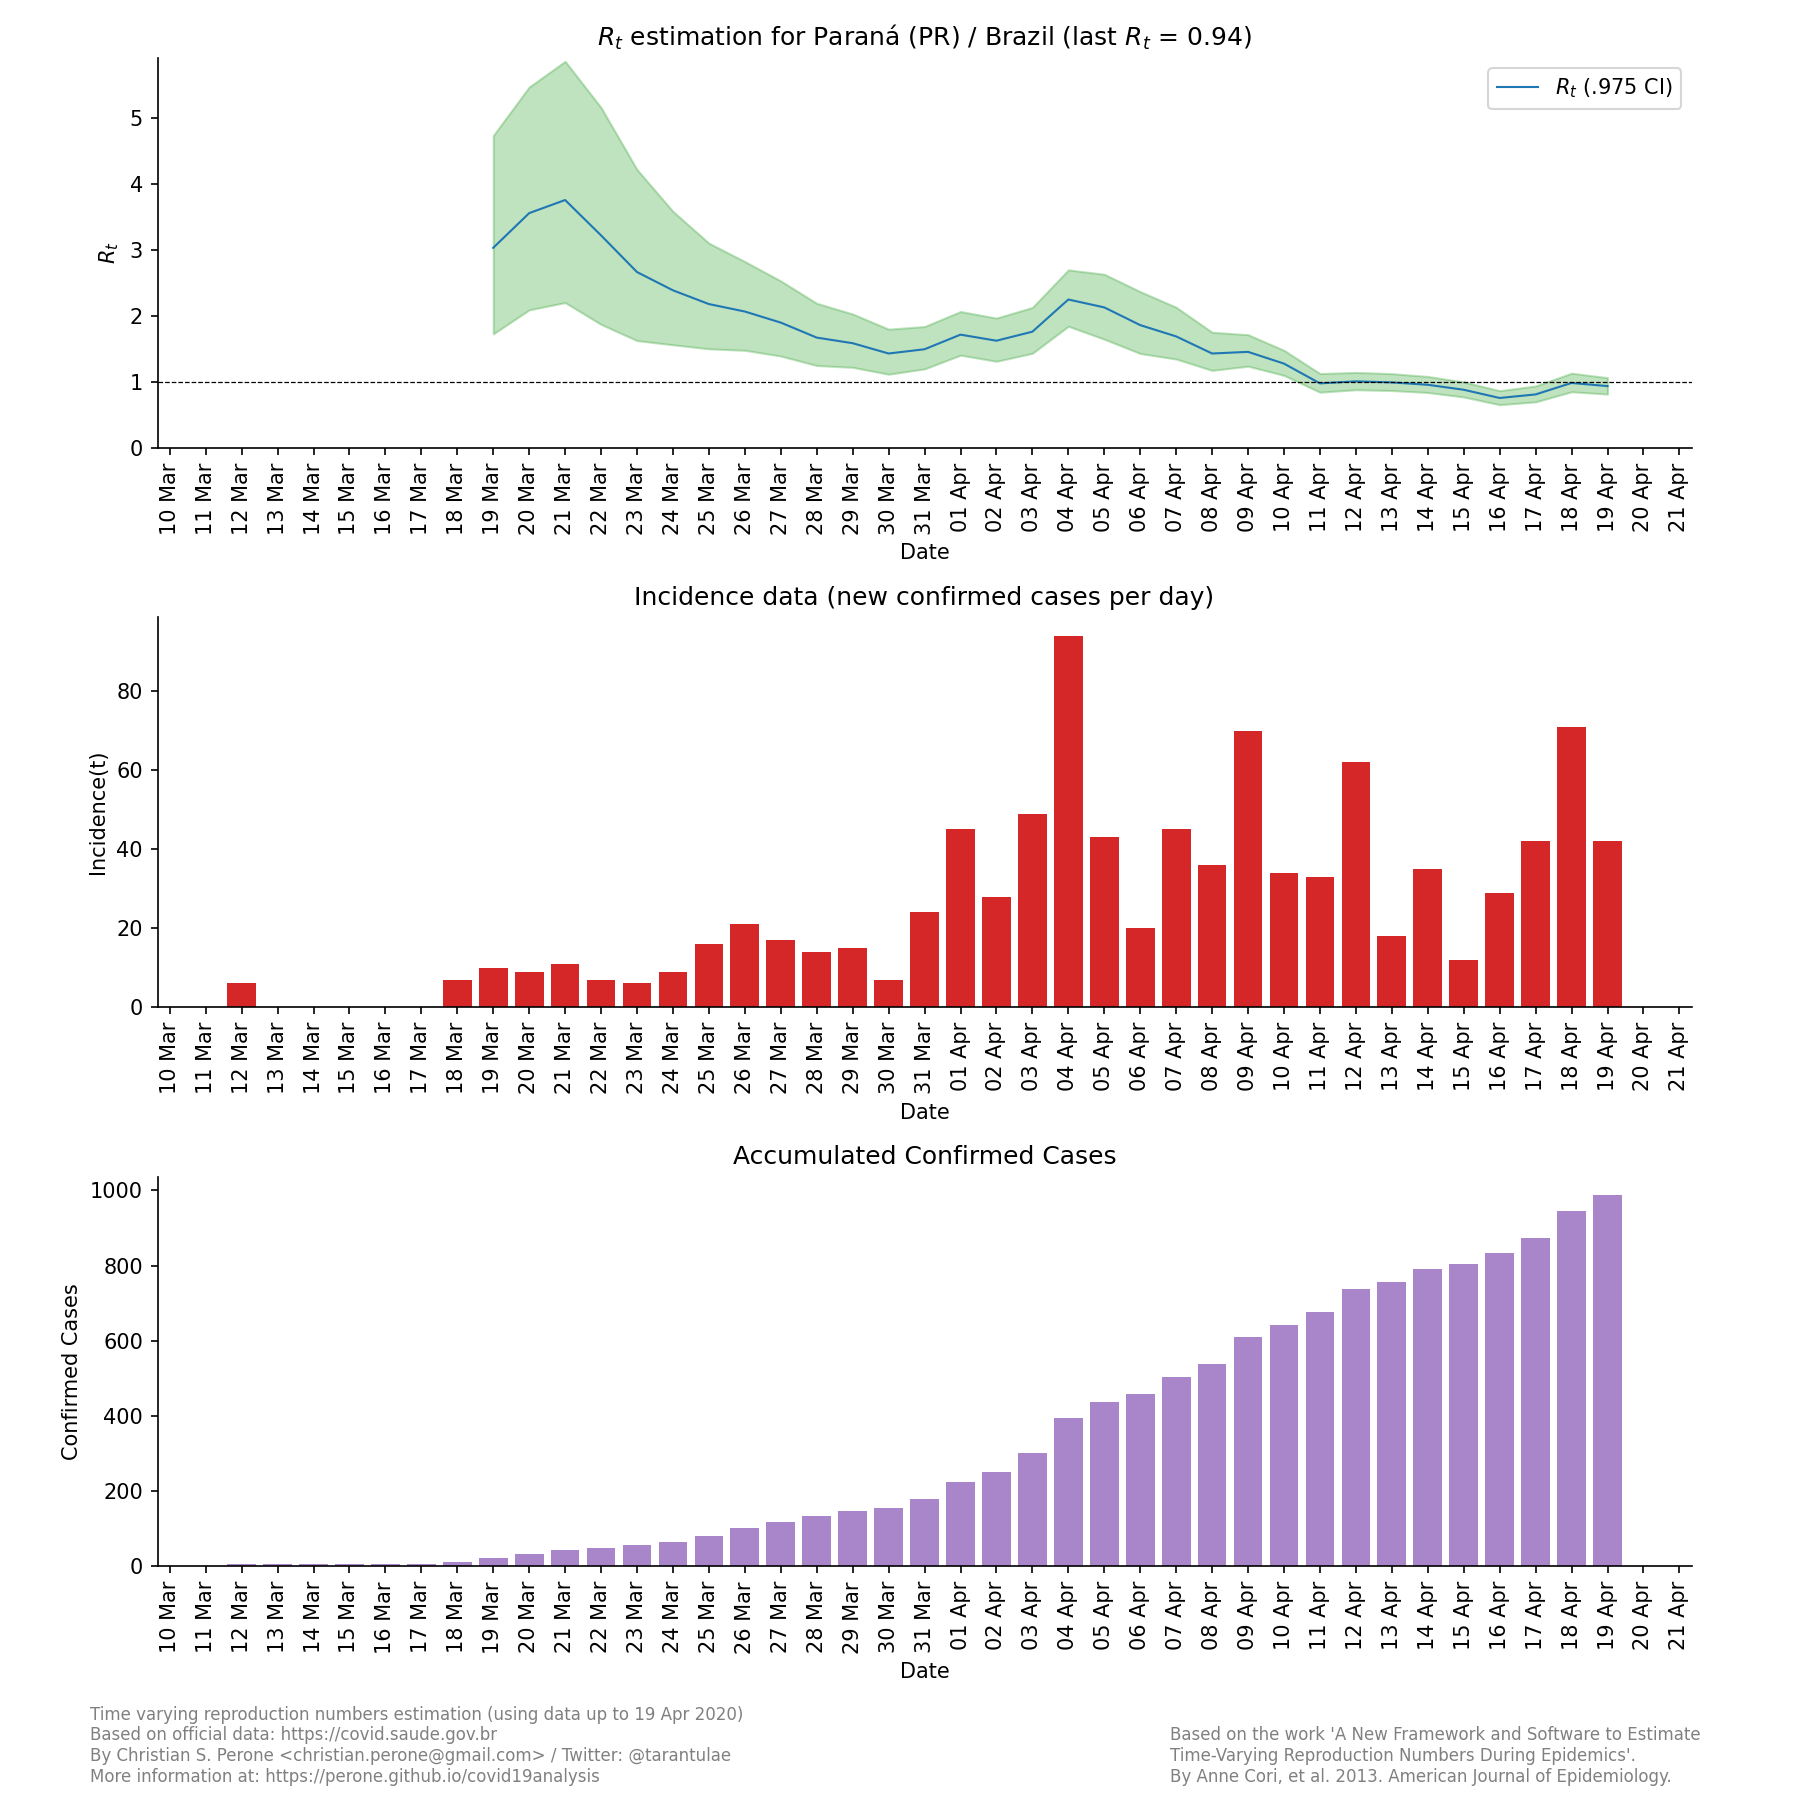 R_t estimation for Paraná (PR) / Brazil (last R_t = 0.94)
R_t (.975 CI)
R_t
5
4
3
2
1
0
10 Mar 11 Mar 12 Mar 13 Mar 14 Mar 15 Mar 16 Mar 17 Mar 18 Mar 19 Mar 20 Mar 21 Mar 22 Mar 23 Mar 24 Mar 25 Mar 26 Mar 27 Mar 28 Mar 29 Mar 30 Mar 31 Mar 01 Apr 02 Apr 03 Apr 04 Apr 05 Apr 06 Apr 07 Apr 08 Apr 09 Apr 10 Apr 11 Apr 12 Apr 13 Apr 14 Apr 15 Apr 16 Apr 17 Apr 18 Apr 19 Apr 20 Apr 21 Apr
Date
Incidence data (new confirmed cases per day)
Incidence(t)
80
60
40
20
0
10 Mar 11 Mar 12 Mar 13 Mar 14 Mar 15 Mar 16 Mar 17 Mar 18 Mar 19 Mar 20 Mar 21 Mar 22 Mar 23 Mar 24 Mar 25 Mar 26 Mar 27 Mar 28 Mar 29 Mar 30 Mar 31 Mar 01 Apr 02 Apr 03 Apr 04 Apr 05 Apr 06 Apr 07 Apr 08 Apr 09 Apr 10 Apr 11 Apr 12 Apr 13 Apr 14 Apr 15 Apr 16 Apr 17 Apr 18 Apr 19 Apr 20 Apr 21 Apr
Date
Accumulated Confirmed Cases
Confirmed Cases
1000
800
600
400
200
0
10 Mar 11 Mar 12 Mar 13 Mar 14 Mar 15 Mar 16 Mar 17 Mar 18 Mar 19 Mar 20 Mar 21 Mar 22 Mar 23 Mar 24 Mar 25 Mar 26 Mar 27 Mar 28 Mar 29 Mar 30 Mar 31 Mar 01 Apr 02 Apr 03 Apr 04 Apr 05 Apr 06 Apr 07 Apr 08 Apr 09 Apr 10 Apr 11 Apr 12 Apr 13 Apr 14 Apr 15 Apr 16 Apr 17 Apr 18 Apr 19 Apr 20 Apr 21 Apr
Date
Time varying reproduction numbers estimation (using data up to 19 Apr 2020)
Based on official data: https://covid.saude.gov.br
By Christian S. Perone <christian.perone@gmail.com> / Twitter: @tarantulae
More information at: https://perone.github.io/covid19analysis
Based on the work 'A New Framework and Software to Estimate
Time-Varying Reproduction Numbers During Epidemics'.
By Anne Cori, et al. 2013. American Journal of Epidemiology.